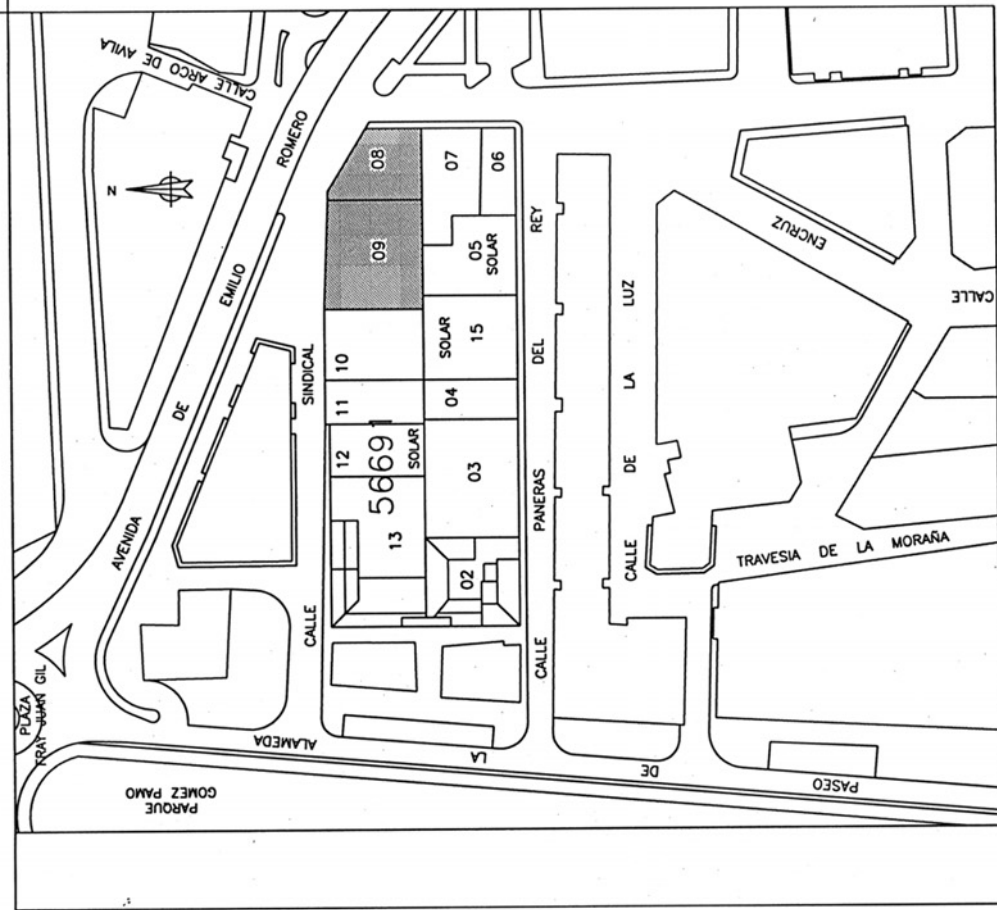 CALLE ARCO DE AVILA
N
AVENIDA DE EMILIO ROMERO
08
07
06
09
05
SOLAR
REY
ENCRUZ
CALLE
SINDICAL
10
SOLAR
15
DEL
LUZ
11
04
LA
12
SOLAR
56691
03
DE
13
PANERAS
02
CALLE
TRAVESIA DE LA MORAÑA
CALLE
CALLE
PLAZA
FRAY JUAN GIL
PASEO DE LA ALAMEDA
PARQUE
GOMEZ PAMO